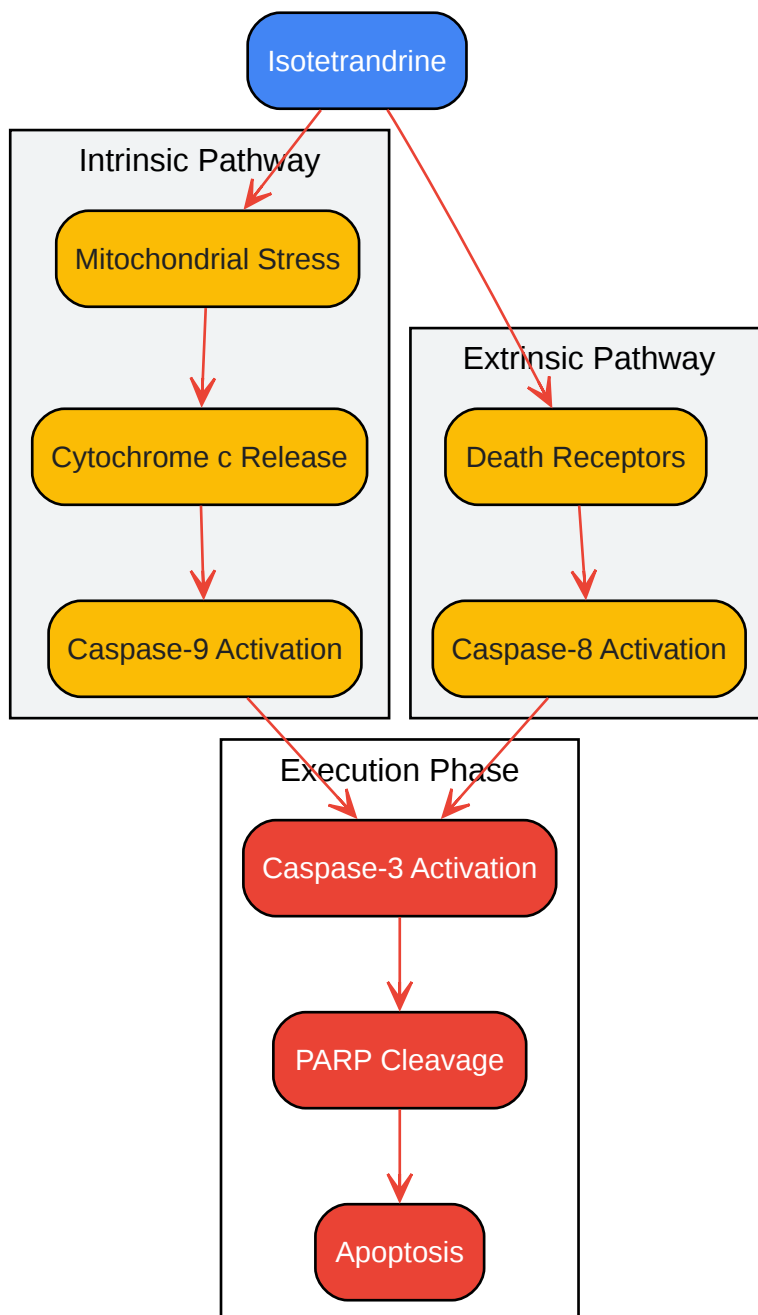 Isotetrandrine
Intrinsic Pathway
Mitochondrial Stress
Cytochrome c Release
Caspase-9 Activation
Extrinsic Pathway
Death Receptors
Caspase-8 Activation
Execution Phase
Caspase-3 Activation
PARP Cleavage
Apoptosis